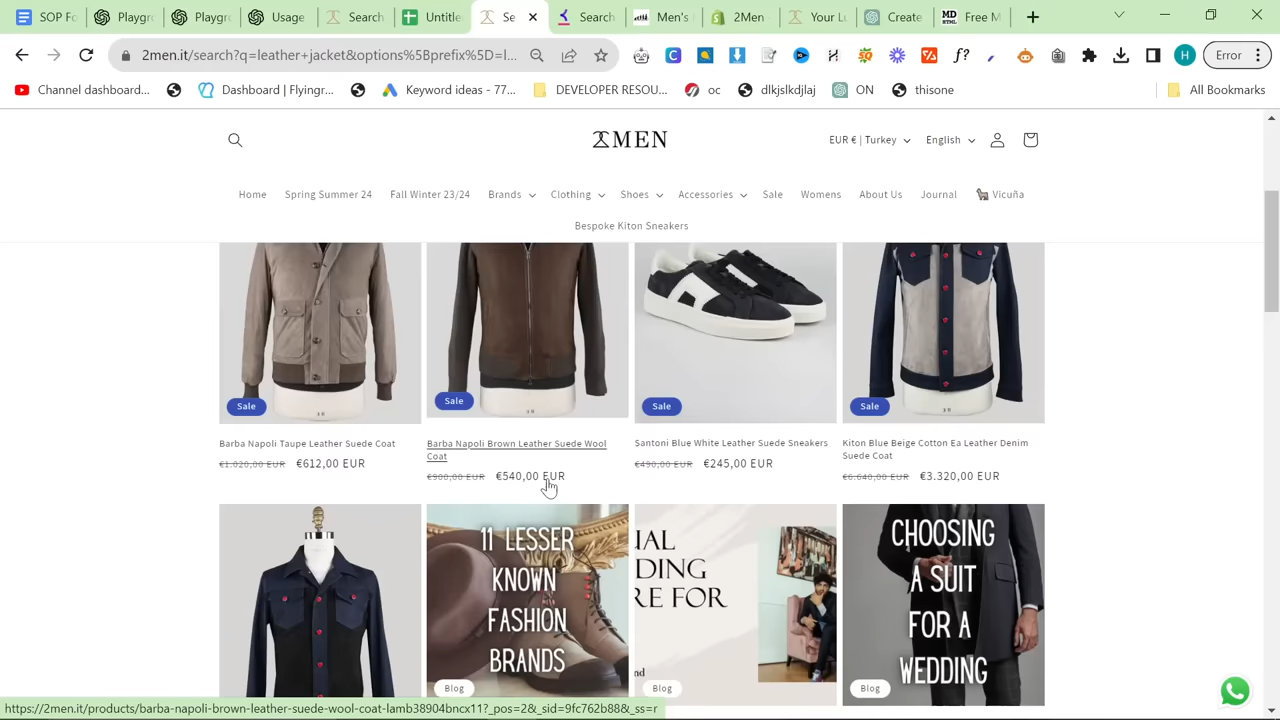 SOP F
Playgr
Playgr
Search
Untitl
Se
Search
Men's
2Men
Your S
Integr
MD HTML Free
Error
2men.it/search?q=leather+jacket&options%5Bprefix%5D=l...
Channel dashboard
Dashboard | Flyingr...
Keyword ideas - 77...
DEVELOPER RESOU...
oc
dlkjslkdjlaj
ON
thisone
All Bookmarks
2MEN
EUR € | Turkey
English
Home
Spring Summer 24
Fall Winter 23/24
Brands
Clothing
Shoes
Accessories
Sale
Womens
About Us
Journal
Vicuña
Bespoke Kiton Sneakers
Sale
Sale
Sale
Sale
Barba Napoli Taupe Leather Suede Coat
€1.020,00 EUR €612,00 EUR
Barba Napoli Brown Leather Suede Wool
Coat
€900,00 EUR €540,00 EUR
Santoni Blue White Leather Suede Sneakers
€490,00 EUR €245,00 EUR
Kiton Blue Beige Cotton Ea Leather Denim
Suede Coat
€6.640,00 EUR €3.320,00 EUR
11 LESSER
KNOWN
FASHION
BRANDS
Blog
UAL
DING
RE FOR
nd
Blog
CHOOSING
A SUIT
FOR A
WEDDING
Blog
https://2men.it/products/barba-napoli-brown-leather-suede-wool-coat-lamb38904bncx11?_pos=2&_sid=9fc762b88&_ss=r